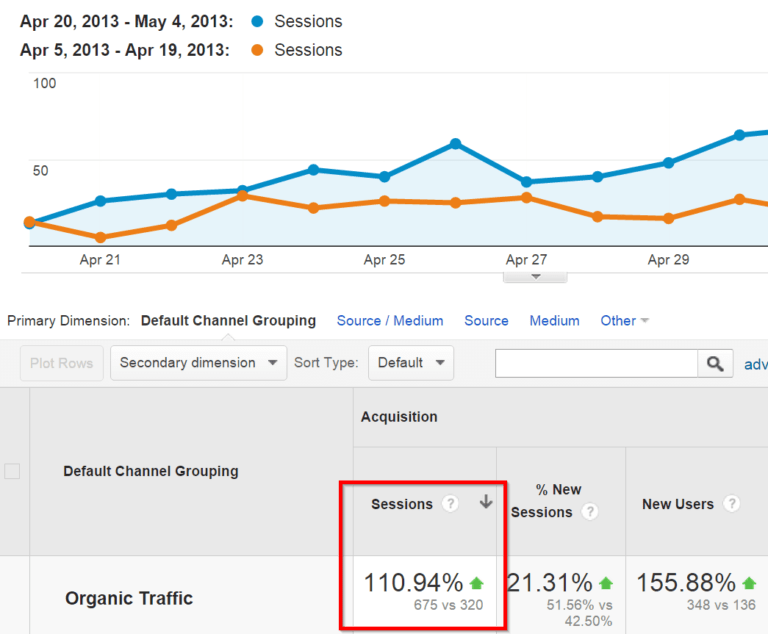 Apr 20, 2013 - May 4, 2013: Sessions
Apr 5, 2013 - Apr 19, 2013: Sessions
100
50
Apr 21 Apr 23 Apr 25 Apr 27 Apr 29
Primary Dimension: Default Channel Grouping Source / Medium Source Medium Other
Plot Rows Secondary dimension Sort Type: Default adv
Acquisition
Default Channel Grouping
Sessions ?
% New
Sessions ?
New Users ?
Organic Traffic
110.94%
675 vs 320
21.31%
51.56% vs
42.50%
155.88%
348 vs 136